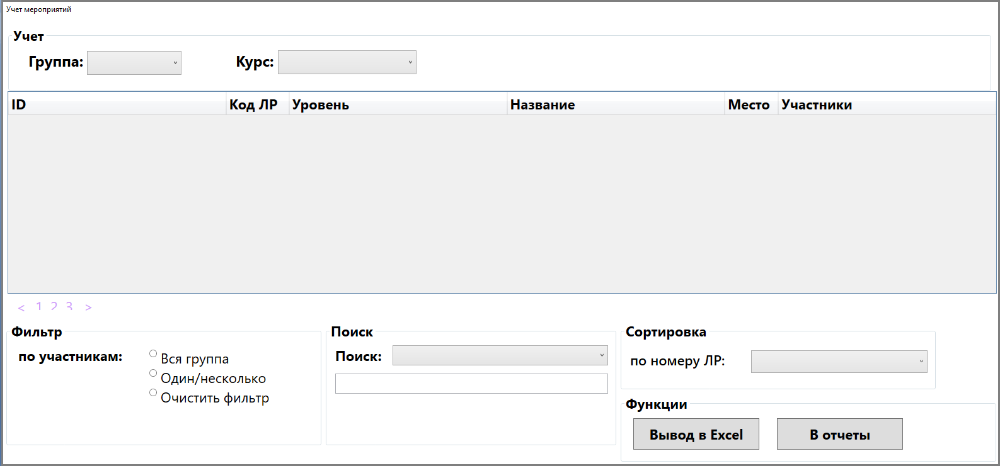 Учет мероприятий
Учет
Группа: Курс:
ID Код ЛР Уровень Название Место Участники
< 1 2 3 >
Фильтр
по участникам:
Вся группа
Один/несколько
Очистить фильтр
Поиск
Поиск:
Сортировка
по номеру ЛР:
Функции
Вывод в Excel В отчеты